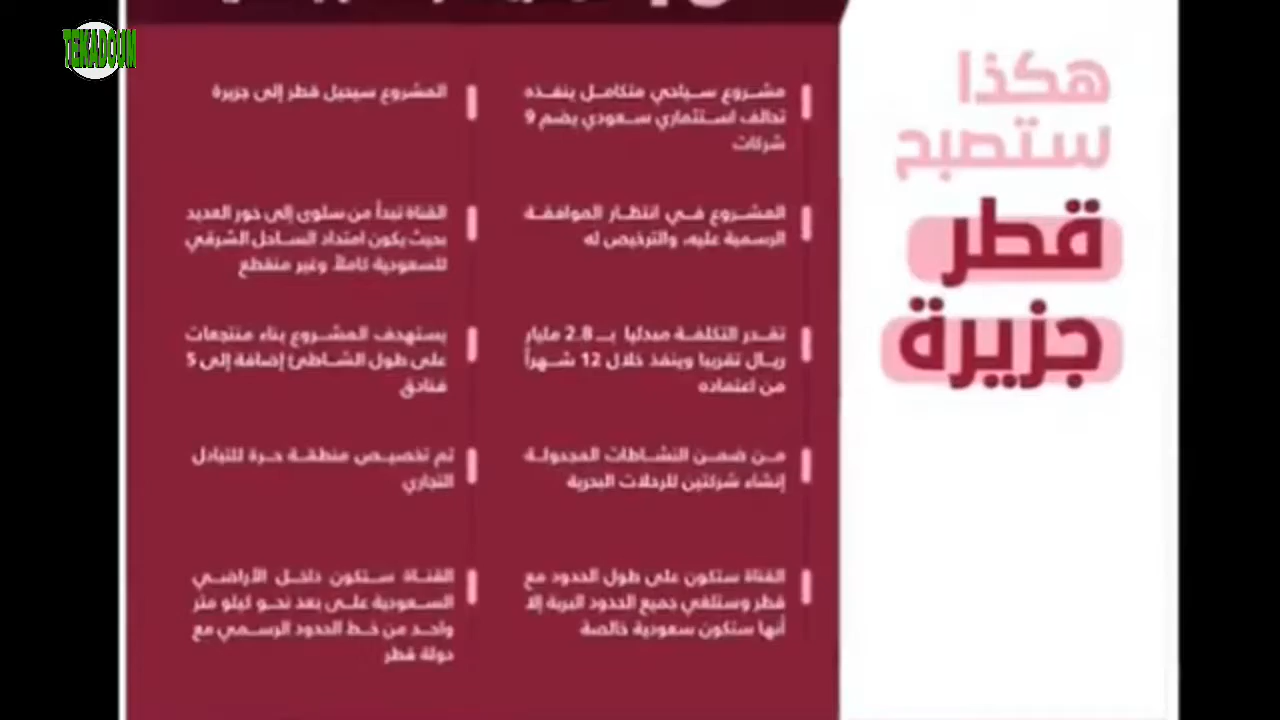 TEKADOUM
هكذا
ستصبح
قطر
جزيرة
مشروع سياحي متكامل ينفذه
تحالف استثماري سعودي يضم 9
شركات
المشروع في انتظار الموافقة
الرسمية عليه، والترخيص له
تقدر التكلفة مبدئيا بـ 2.8 مليار
ريال تقريبا وينفذ خلال 12 شهراً
من اعتماده
من ضمن النشاطات المجدولة
إنشاء شركتين للرحلات البحرية
القناة ستكون على طول الحدود مع
قطر وستلغي جميع الحدود البرية إلا
أنها ستكون سعودية خالصة
المشروع سيحيل قطر إلى جزيرة
القناة تبدأ من سلوى إلى خور العديد
بحيث يكون امتداد الساحل الشرقي
للسعودية كاملاً وغير منقطع
يستهدف المشروع بناء منتجعات
على طول الشاطئ إضافة إلى 5
فنادق
تم تخصيص منطقة حرة للتبادل
التجاري
القناة ستكون داخل الأراضي
السعودية على بعد نحو كيلو متر
واحد من خط الحدود الرسمي مع
دولة قطر